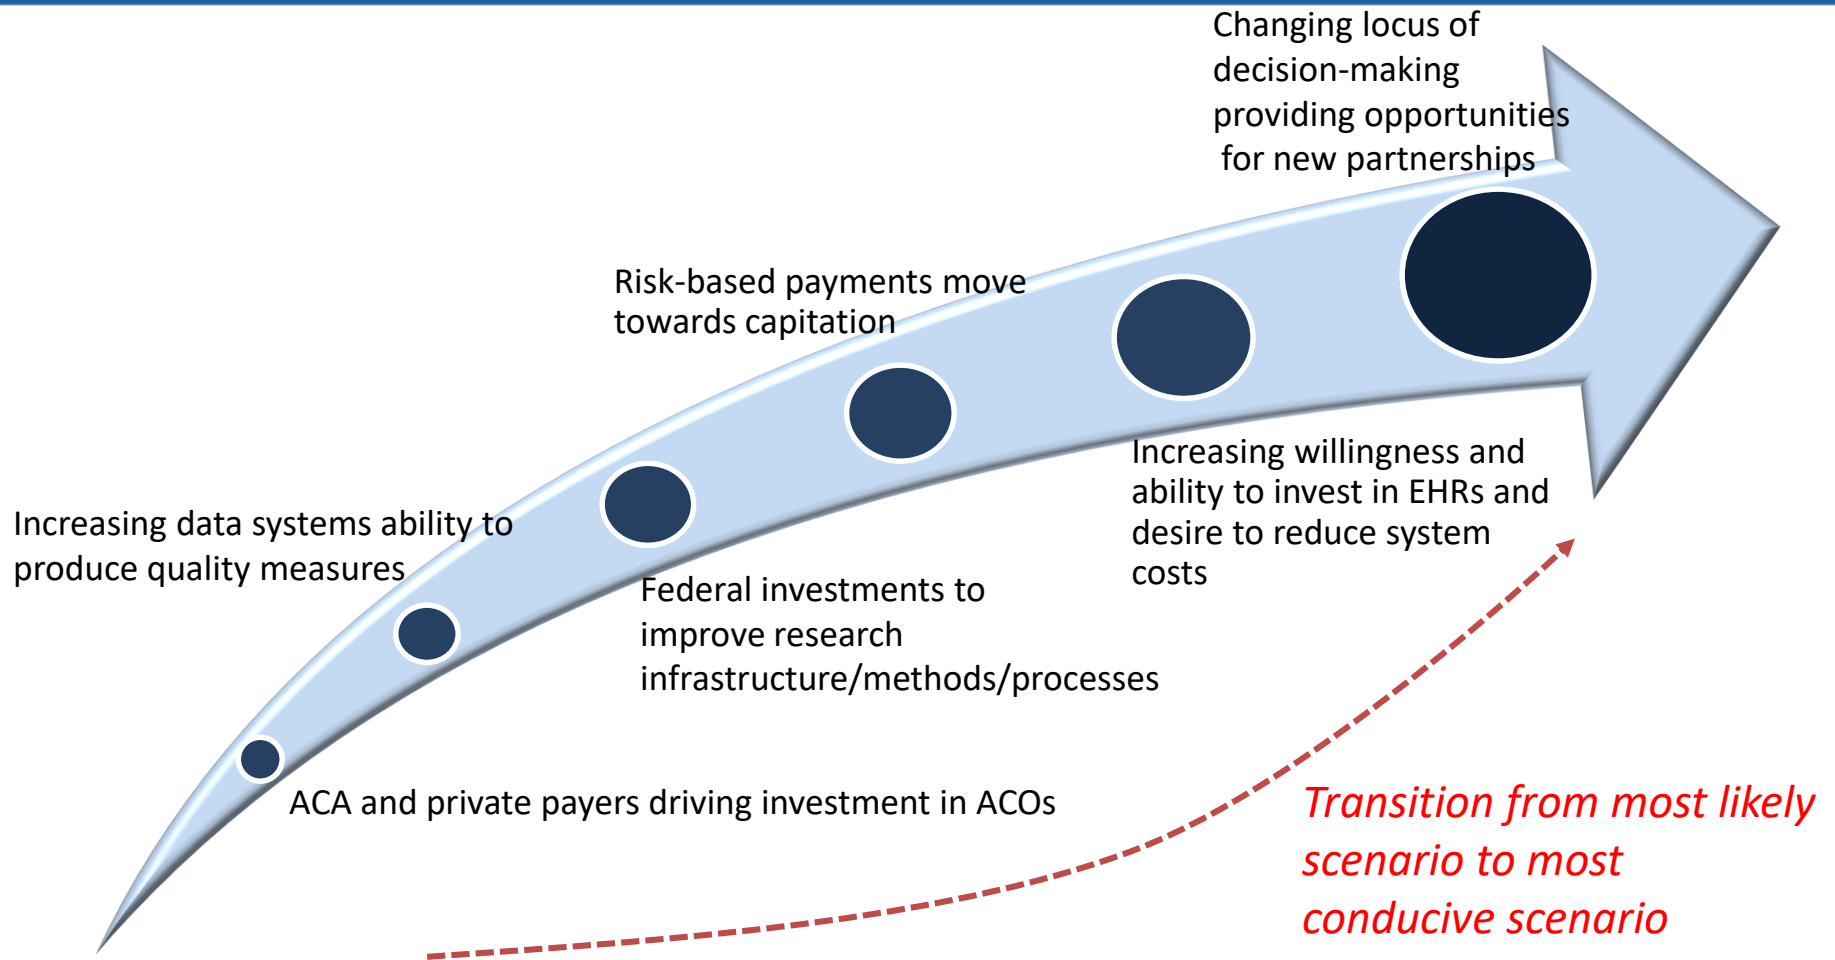 Changing locus of
decision-making
providing opportunities
for new partnerships
Risk-based payments move
towards capitation
Increasing willingness and
ability to invest in EHRs and
desire to reduce system
costs
Increasing data systems ability to
produce quality measures
Federal investments to
improve research
infrastructure/methods/processes
ACA and private payers driving investment in ACOs
Transition from most likely
scenario to most
conducive scenario